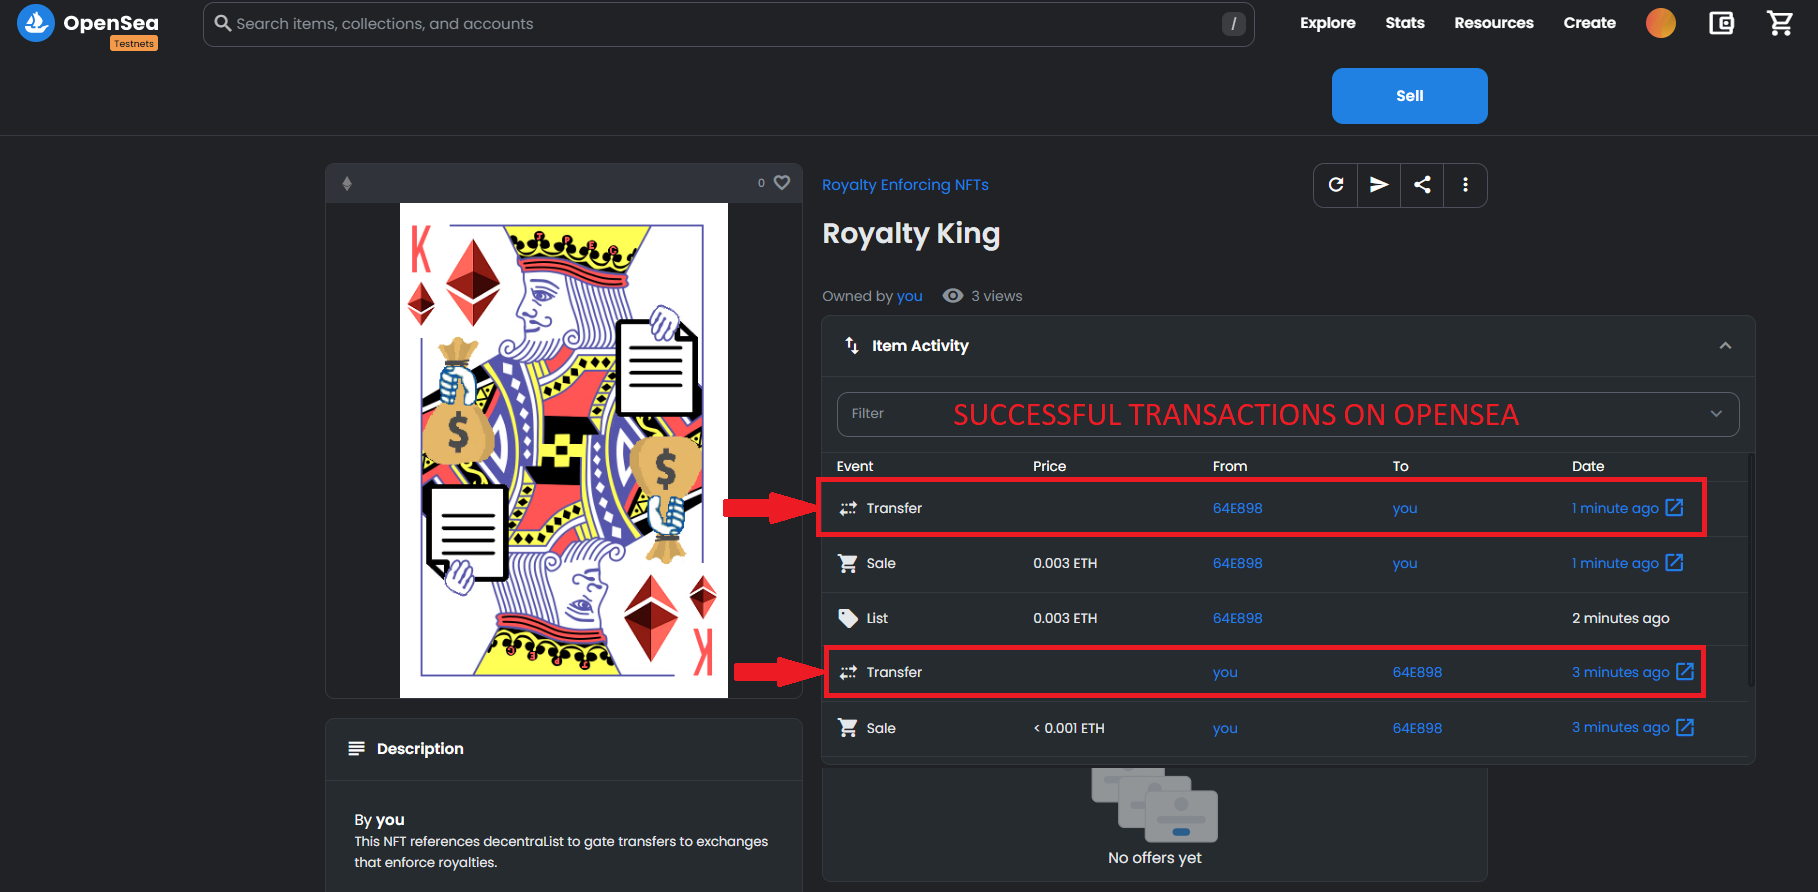 OpenSea
Testnets
Search items, collections, and accounts
/
Explore
Stats
Resources
Create
Sell
0
K
$
$
K
Royalty Enforcing NFTs
Royalty King
Owned by you
3 views
Item Activity
Filter
SUCCESSFUL TRANSACTIONS ON OPENSEA
Event Price From To Date
Transfer 64E898 you 1 minute ago
Sale 0.003 ETH 64E898 you 1 minute ago
List 0.003 ETH 64E898 2 minutes ago
Transfer you 64E898 3 minutes ago
Sale < 0.001 ETH you 64E898 3 minutes ago
No offers yet
Description
By you
This NFT references decentraList to gate transfers to exchanges
that enforce royalties.